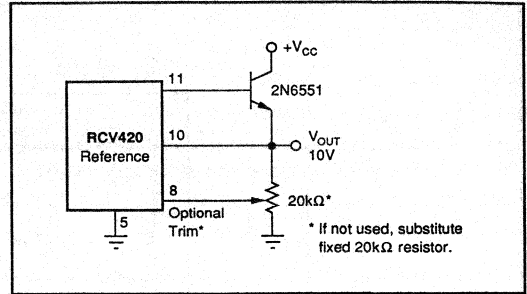 +VCC
11
2N6551
RCV420
Reference
10
VOUT
10V
8
20kΩ*
Optional
Trim*
5
* If not used, substitute
fixed 20kΩ resistor.